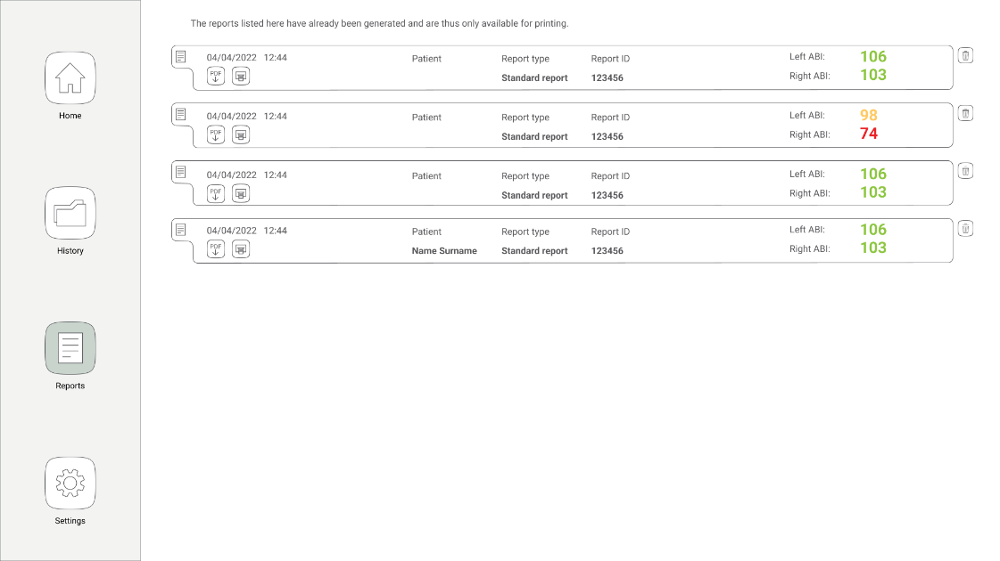 The reports listed here have already been generated and are thus only available for printing.
Home
History
Reports
Settings
04/04/2022 12:44 Patient Report type Report ID Left ABI: 106
PDF Standard report 123456 Right ABI: 103
04/04/2022 12:44 Patient Report type Report ID Left ABI: 98
PDF Standard report 123456 Right ABI: 74
04/04/2022 12:44 Patient Report type Report ID Left ABI: 106
PDF Standard report 123456 Right ABI: 103
04/04/2022 12:44 Patient Report type Report ID Left ABI: 106
PDF Name Surname Standard report 123456 Right ABI: 103